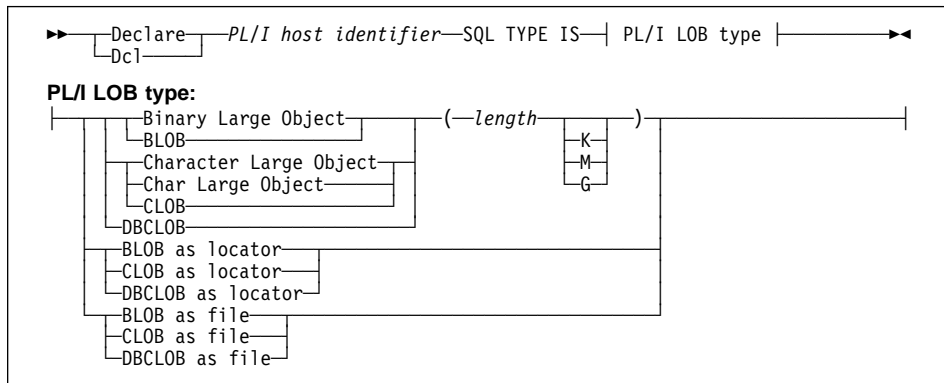 Declare PL/I host identifier SQL TYPE IS PL/I LOB type
Dcl
PL/I LOB type:
Binary Large Object ( length )
BLOB K
Character Large Object M
Char Large Object G
CLOB
DBCLOB
BLOB as locator
CLOB as locator
DBCLOB as locator
BLOB as file
CLOB as file
DBCLOB as file